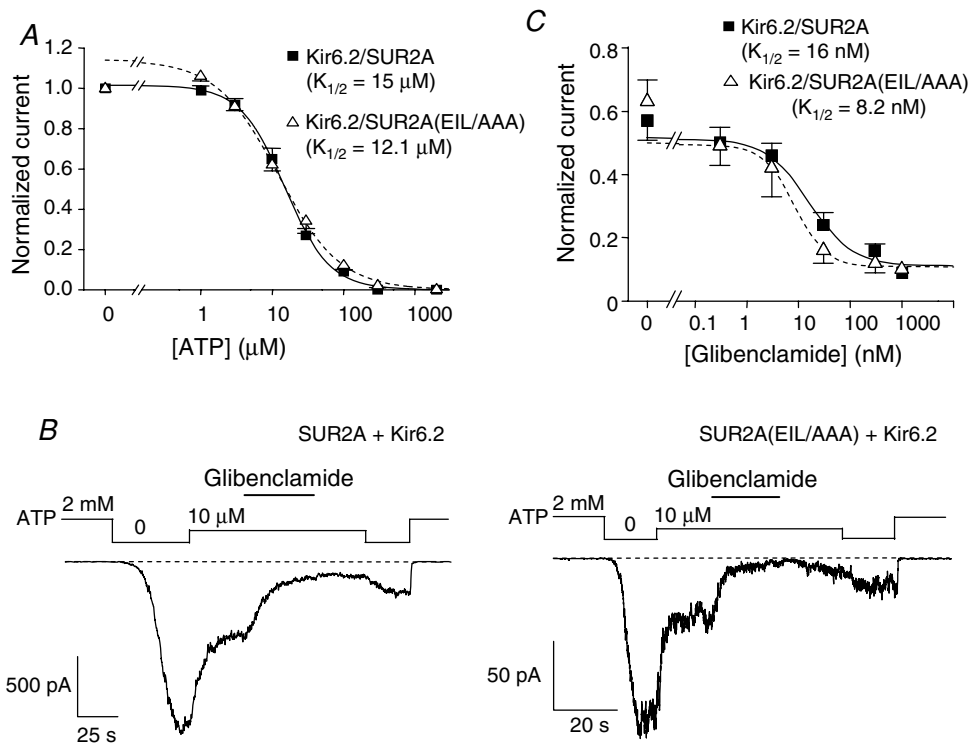 A
Normalized current
1.2
1.0
0.8
0.6
0.4
0.2
0.0
0
1
10
100
1000
[ATP] (μM)
Kir6.2/SUR2A
(K1/2 = 15 μM)
Kir6.2/SUR2A(EIL/AAA)
(K1/2 = 12.1 μM)
C
Normalized current
0.8
0.6
0.4
0.2
0
0
0.1
1
10
100
1000
[Glibenclamide] (nM)
Kir6.2/SUR2A
(K1/2 = 16 nM)
Kir6.2/SUR2A(EIL/AAA)
(K1/2 = 8.2 nM)
B
SUR2A + Kir6.2
Glibenclamide
2 mM
ATP
0
10 μM
500 pA
25 s
SUR2A(EIL/AAA) + Kir6.2
Glibenclamide
2 mM
ATP
0
10 μM
50 pA
20 s